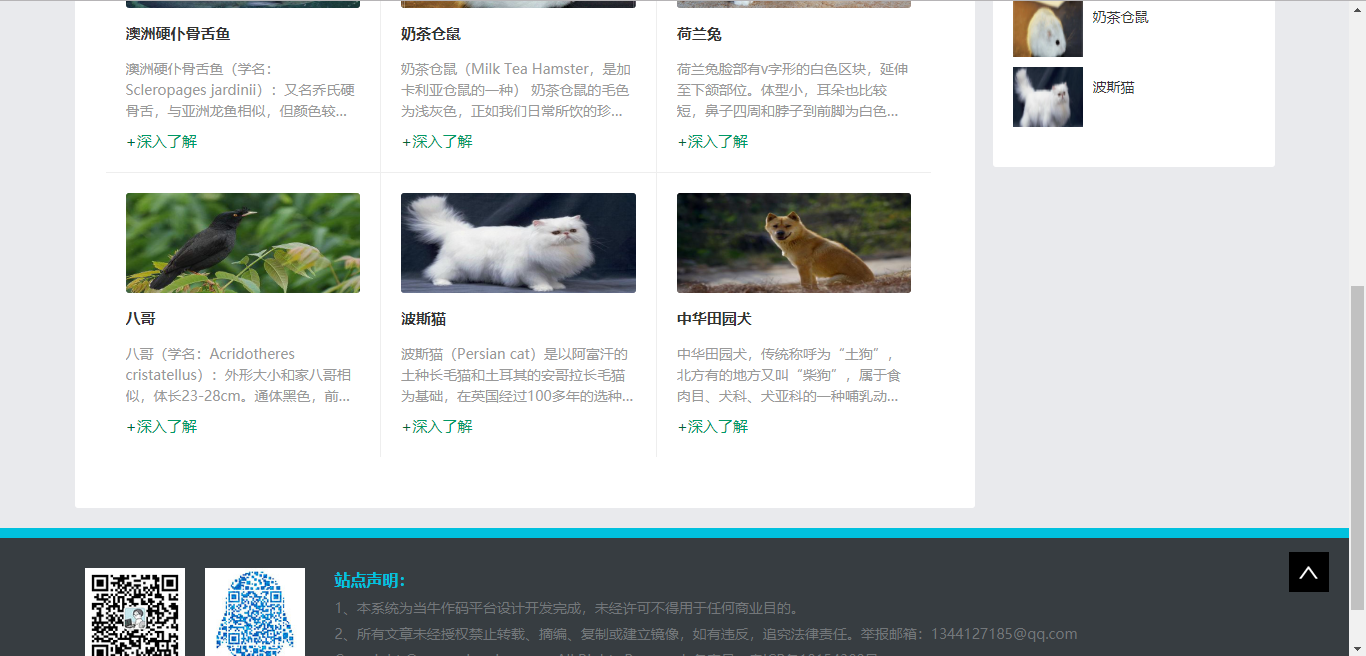 澳洲硬仆骨舌鱼
澳洲硬仆骨舌鱼（学名：
Scleropages jardinii）：又名乔氏硬
骨舌，与亚洲龙鱼相似，但颜色较...
+深入了解
奶茶仓鼠
奶茶仓鼠（Milk Tea Hamster，是加
卡利亚仓鼠的一种） 奶茶仓鼠的毛色
为浅灰色，正如我们日常所饮的珍...
+深入了解
荷兰兔
荷兰兔脸部有v字形的白色区块，延伸
至下颔部位。体型小，耳朵也比较
短，鼻子四周和脖子到前脚为白色...
+深入了解
八哥
八哥（学名：Acridotheres
cristatellus）：外形大小和家八哥相
似，体长23-28cm。通体黑色，前...
+深入了解
波斯猫
波斯猫（Persian cat）是以阿富汗的
土种长毛猫和土耳其的安哥拉长毛猫
为基础，在英国经过100多年的选种...
+深入了解
中华田园犬
中华田园犬，传统称呼为“土狗”，
北方有的地方又叫“柴狗”，属于食
肉目、犬科、犬亚科的一种哺乳动...
+深入了解
奶茶仓鼠
波斯猫
站点声明：
1、本系统为当牛作码平台设计开发完成，未经许可不得用于任何商业目的。
2、所有文章未经授权禁止转载、摘编、复制或建立镜像，如有违反，追究法律责任。举报邮箱：1344127185@qq.com